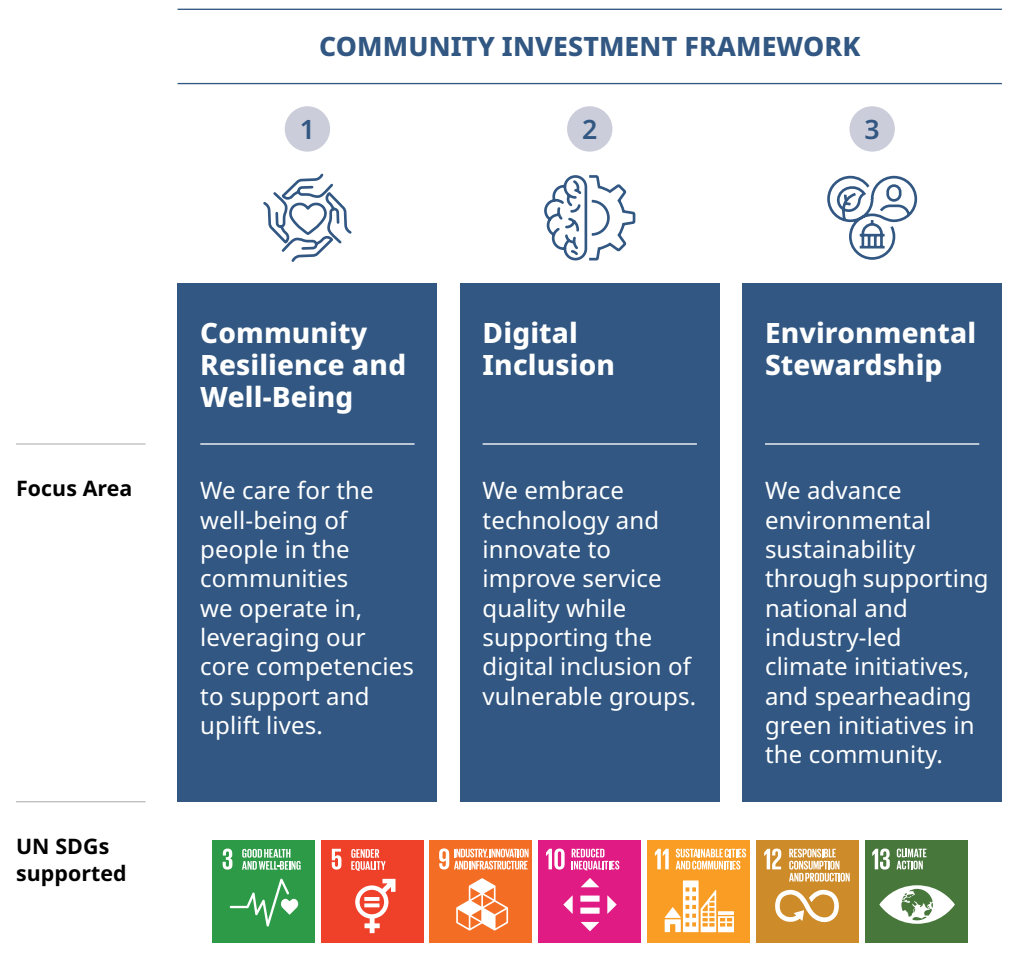 COMMUNITY INVESTMENT FRAMEWORK
1
2
3
Community
Resilience and
Well-Being
Digital
Inclusion
Environmental
Stewardship
Focus Area
We care for the
well-being of
people in the
communities
we operate in,
leveraging our
core competencies
to support and
uplift lives.
We embrace
technology and
innovate to
improve service
quality while
supporting the
digital inclusion of
vulnerable groups.
We advance
environmental
sustainability
through supporting
national and
industry-led
climate initiatives,
and spearheading
green initiatives in
the community.
UN SDGs
supported
3 GOOD HEALTH
AND WELL-BEING
5 GENDER
EQUALITY
9 INDUSTRY, INNOVATION
AND INFRASTRUCTURE
10 REDUCED
INEQUALITIES
11 SUSTAINABLE CITIES
AND COMMUNITIES
12 RESPONSIBLE
CONSUMPTION
AND PRODUCTION
13 CLIMATE
ACTION